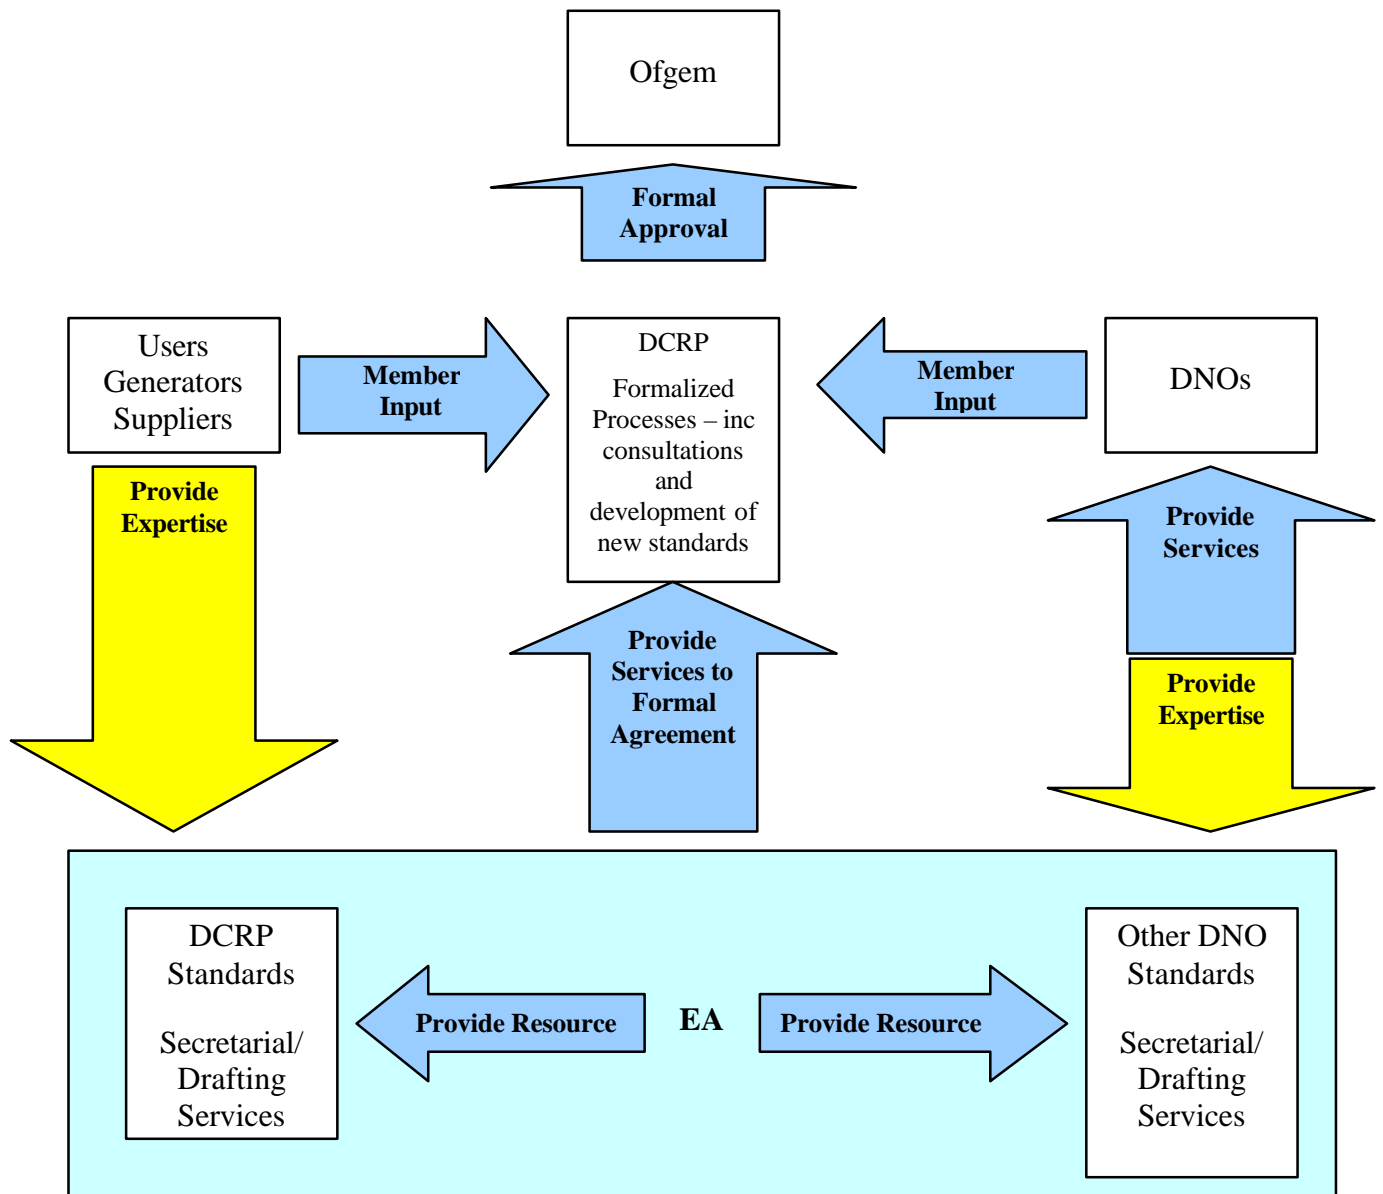 Ofgem
Formal
Approval
Users
Generators
Suppliers
Member
Input
DCRP
Formalized
Processes – inc
consultations
and
development of
new standards
Member
Input
DNOs
Provide
Expertise
Provide
Services
Provide
Services to
Formal
Agreement
Provide
Expertise
DCRP
Standards
Secretarial/
Drafting
Services
Provide Resource
EA
Provide Resource
Other DNO
Standards
Secretarial/
Drafting
Services